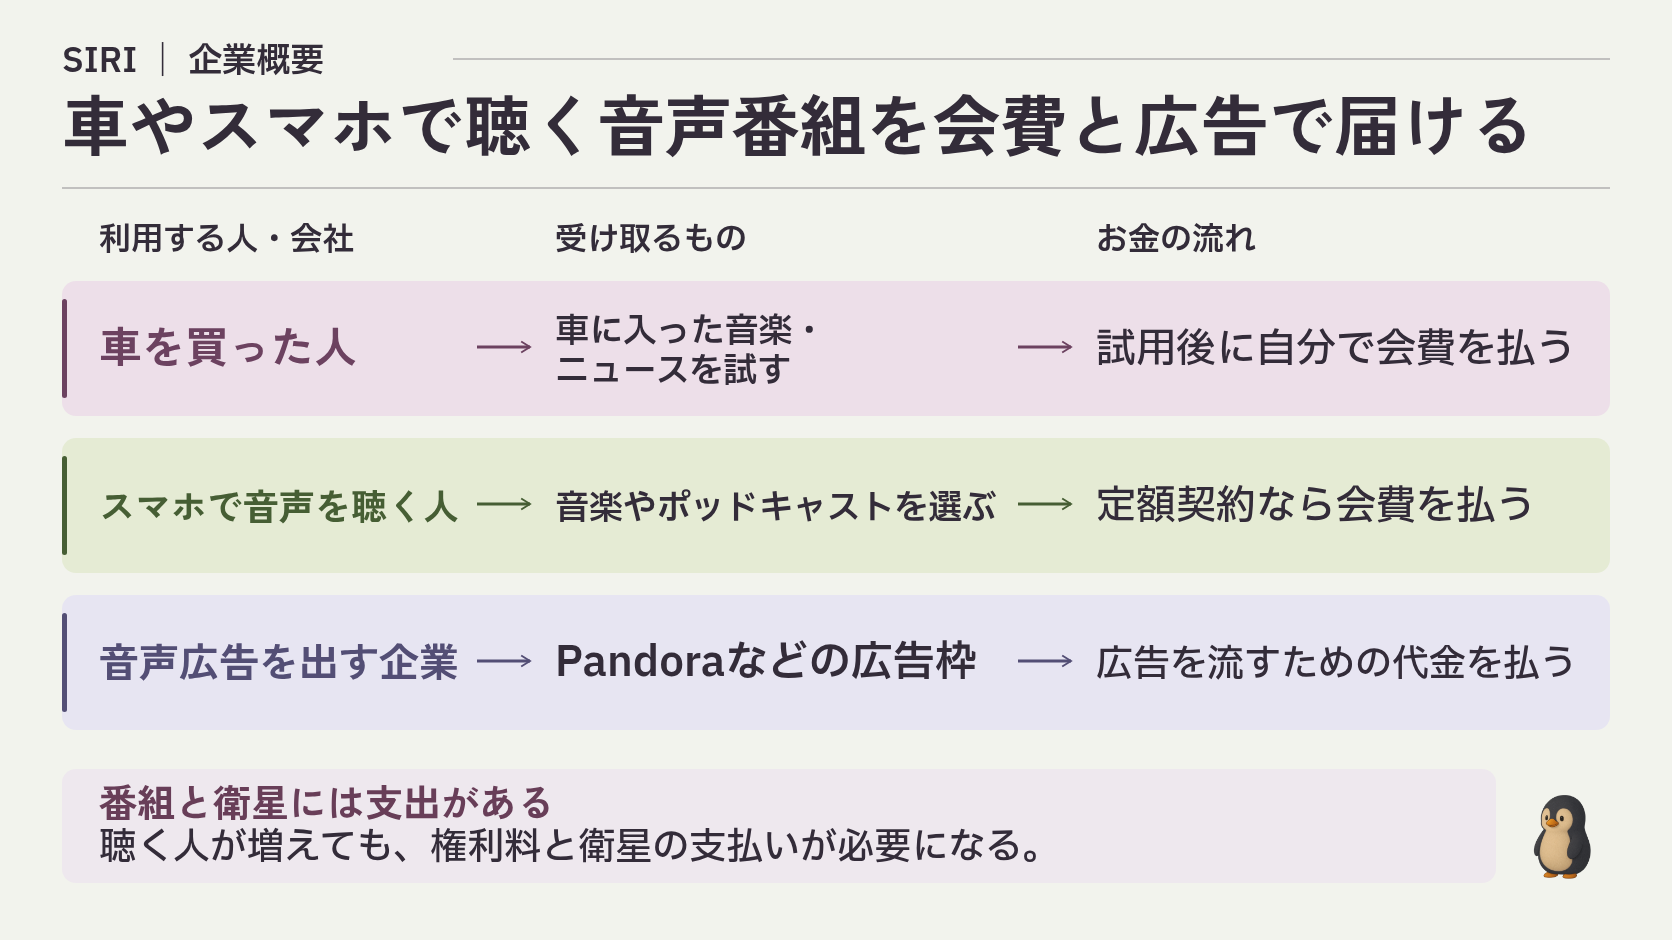 SIRI | 企業概要
車やスマホで聴く音声番組を会費と広告で届ける
利用する人・会社
受け取るもの
お金の流れ
車を買った人
車に入った音楽・
ニュースを試す
試用後に自分で会費を払う
スマホで音声を聴く人
音楽やポッドキャストを選ぶ
定額契約なら会費を払う
音声広告を出す企業
Pandoraなどの広告枠
広告を流すための代金を払う
番組と衛星には支出がある
聴く人が増えても、権利料と衛星の支払いが必要になる。